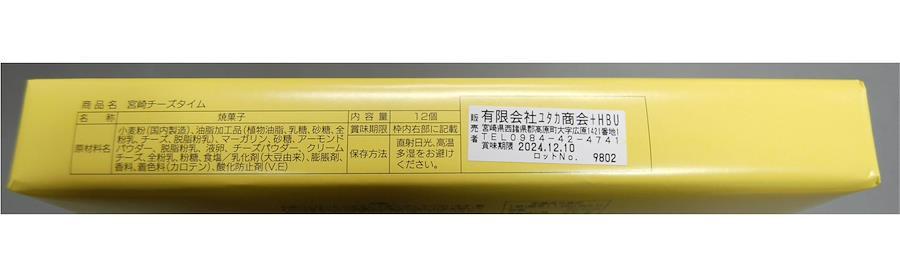 商品名 宮崎チーズタイム
名称 焼菓子
原材料名 小麦粉(国内製造)、油脂加工品(植物油脂、乳糖、砂糖、全
粉乳、チーズ、脱脂粉乳)、マーガリン、砂糖、アーモンド
パウダー、脱脂粉乳、液卵、チーズパウダー、クリーム
チーズ、全粉乳、粉糖、食塩/乳化剤(大豆由来)、膨脹剤、
香料、着色料(カロテン)、酸化防止剤(V.E)
内容量 12個
賞味期限 枠内右部に記載
保存方法 直射日光、高温
多湿をおさけ
ください。
販売者 有限会社ユタカ商会+HBU
宮崎県西諸県郡高原町大字広原1421番地1
TEL0984-42-4741
賞味期限 2024.12.10
ロットNo. 9802